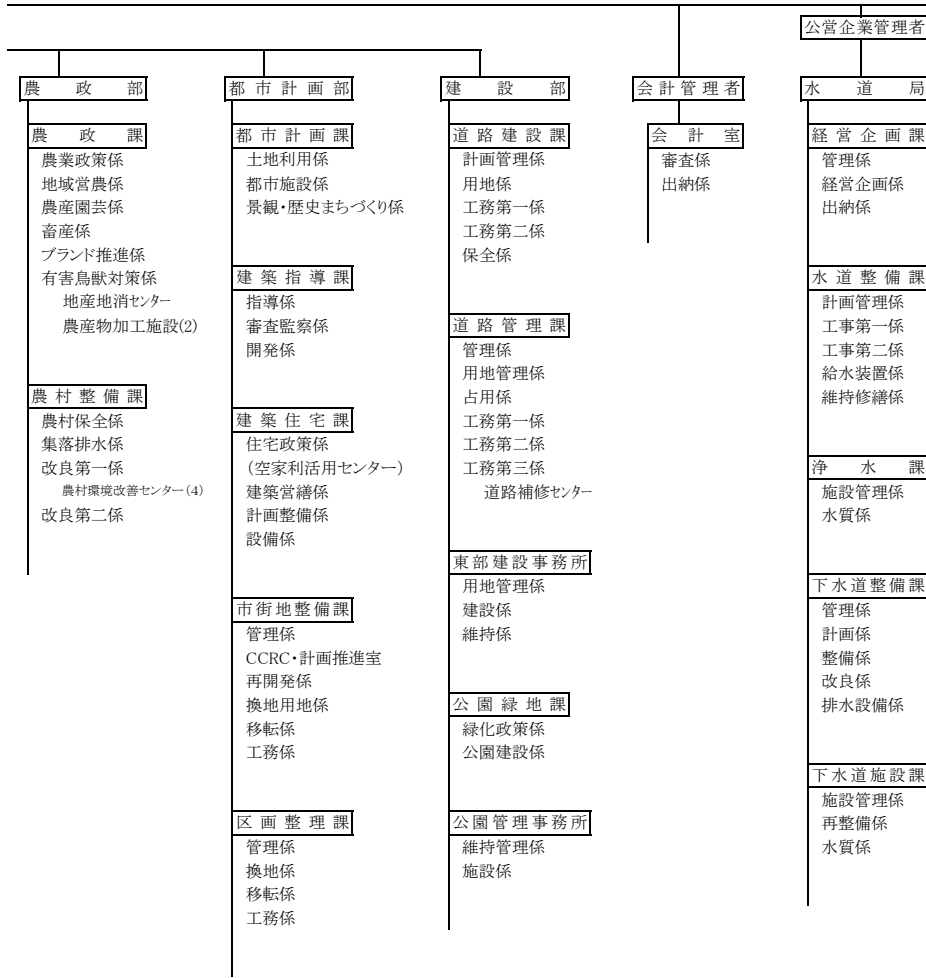 公営企業管理者
農政部
農政課
農業政策係
地域営農係
農産園芸係
畜産係
ブランド推進係
有害鳥獣対策係
地産地消センター
農産物加工施設(2)
農村整備課
農村保全係
集落排水係
改良第一係
農村環境改善センター(4)
改良第二係
都市計画部
都市計画課
土地利用係
都市施設係
景観・歴史まちづくり係
建築指導課
指導係
審査監察係
開発係
建築住宅課
住宅政策係
(空家利活用センター)
建築営繕係
計画整備係
設備係
市街地整備課
管理係
CCRC・計画推進室
再開発係
換地用地係
移転係
工務係
区画整理課
管理係
換地係
移転係
工務係
建設部
道路建設課
計画管理係
用地係
工務第一係
工務第二係
保全係
道路管理課
管理係
用地管理係
占用係
工務第一係
工務第二係
工務第三係
道路補修センター
東部建設事務所
用地管理係
建設係
維持係
公園緑地課
緑化政策係
公園建設係
公園管理事務所
維持管理係
施設係
会計管理者
会計室
審査係
出納係
水道局
経営企画課
管理係
経営企画係
出納係
水道整備課
計画管理係
工事第一係
工事第二係
給水装置係
維持修繕係
浄水課
施設管理係
水質係
下水道整備課
管理係
計画係
整備係
改良係
排水設備係
下水道施設課
施設管理係
再整備係
水質係